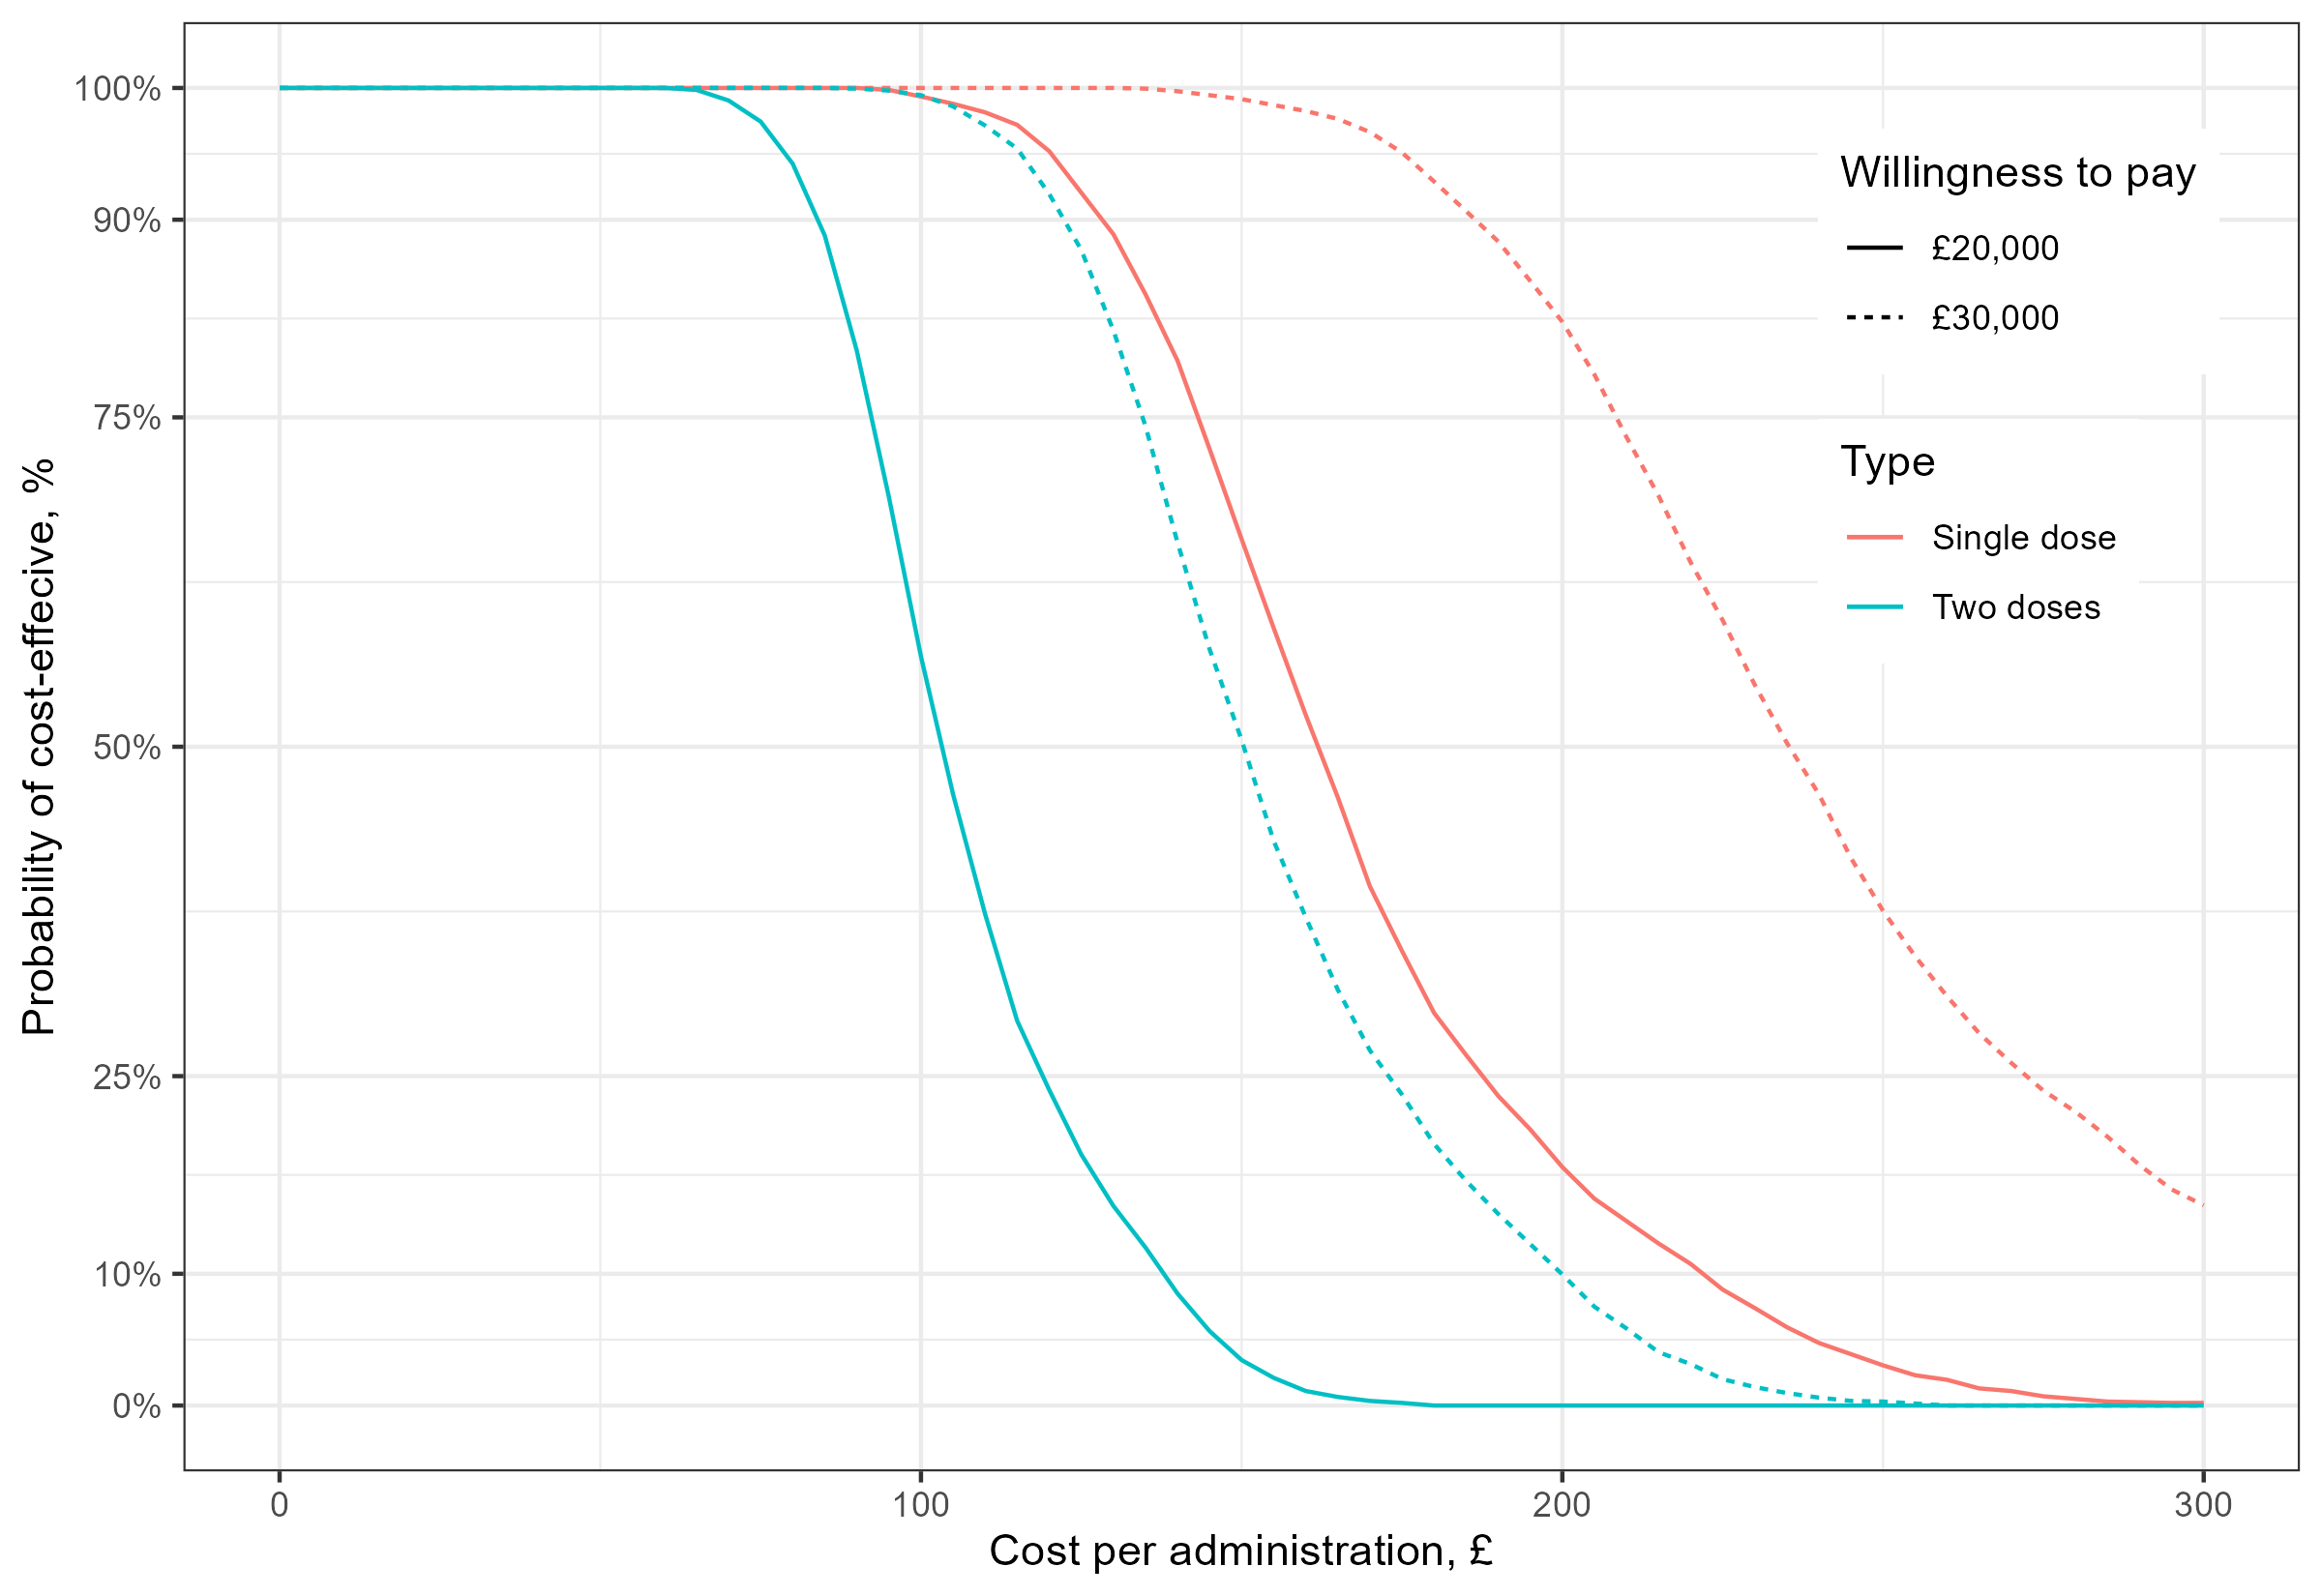 Probability of cost-effecive, %
100%
90%
75%
50%
25%
10%
0%
Willingness to pay
£20,000
£30,000
Type
Single dose
Two doses
0
100
200
300
Cost per administration, £